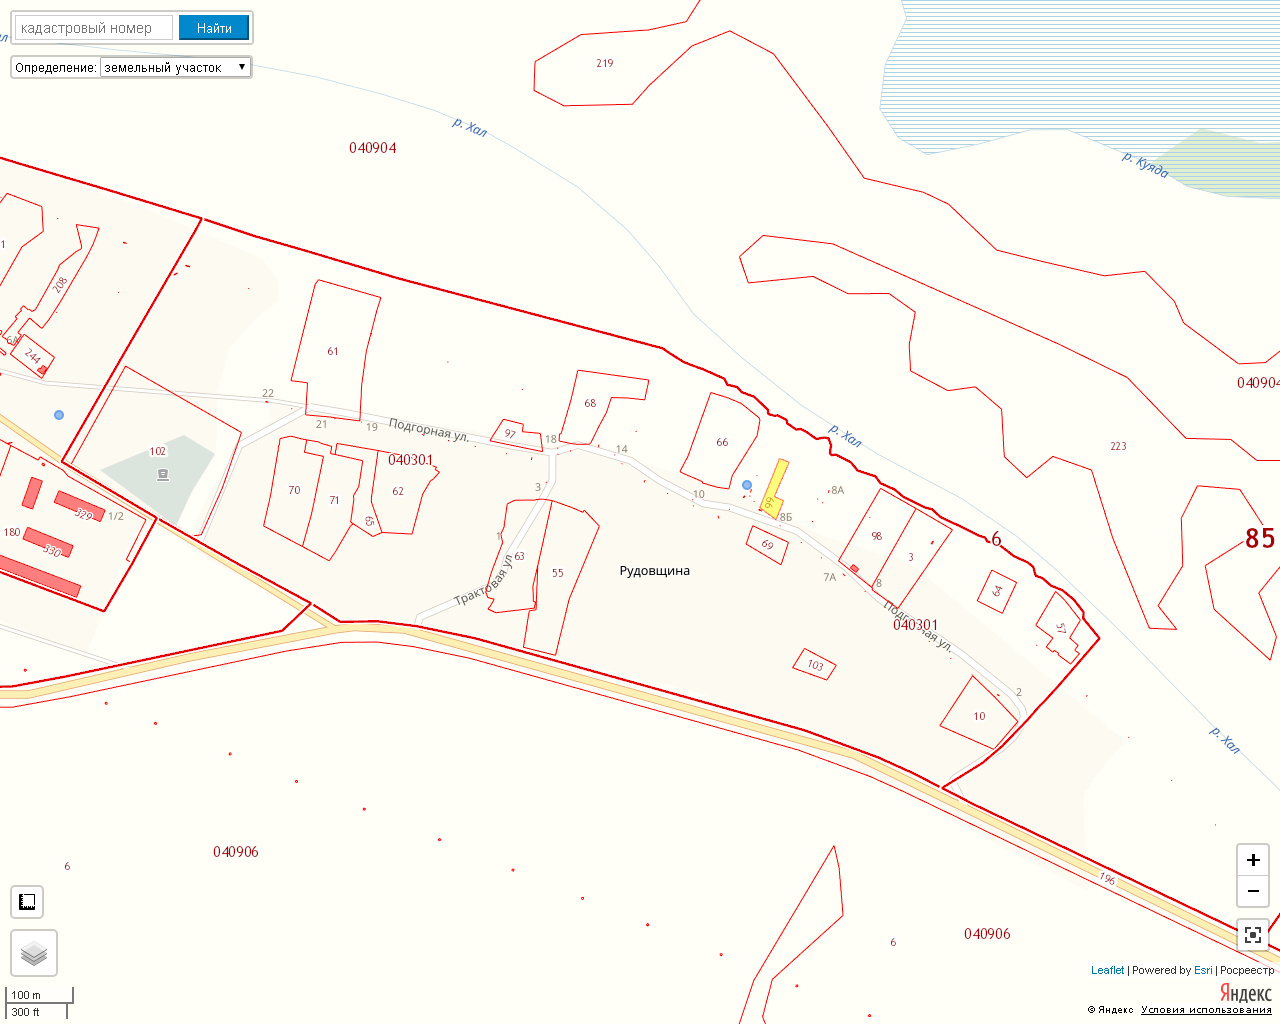 кадастровый номер
Найти
Определение: земельный участок
219
р. Хал
040904
р. Куяда
1
208
6А
244
61
22
68
21
19
Подгорная ул.
97
18
14
66
р. Хал
040904
223
102
040301
70
71
62
65
3
10
8А
99
8Б
329
1/2
180
330
1
63
55
Рудовщина
69
98
3
6
85
7А
8
64
57
Трактовая ул
Подгорная ул.
040301
103
2
10
р. Хал
040906
6
196
6
040906
+
−
100 m
300 ft
Leaflet | Powered by Esri | Росреестр
Яндекс
© Яндекс Условия использования